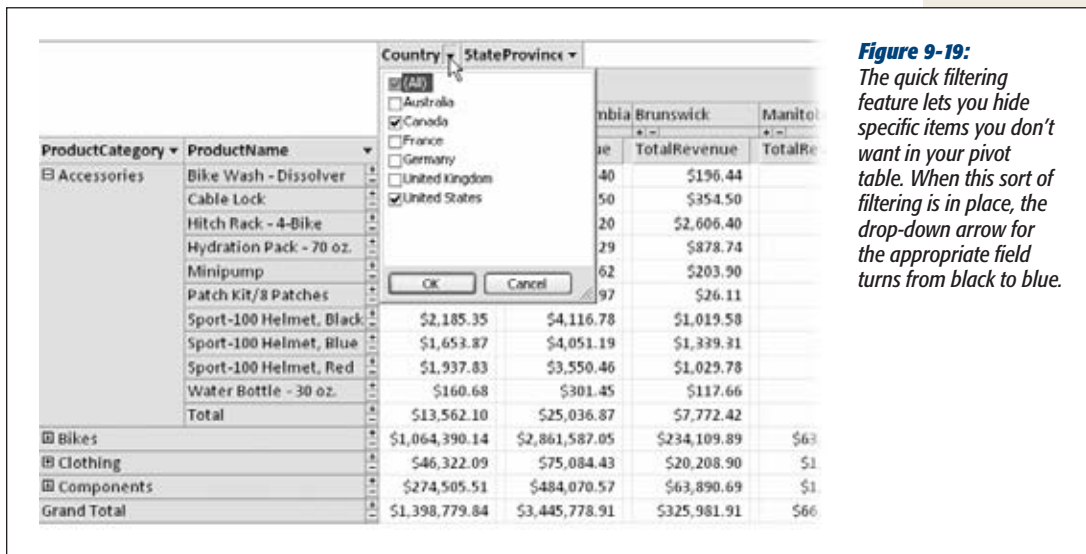 Country StateProvince
(All)
Australia
Canada
France
Germany
United Kingdom
United States
OK Cancel
Brunswick
ProductCategory ProductName TotalRevenue
Accessories Bike Wash - Dissolver 40 $196.44
Cable Lock 50 $354.50
Hitch Rack - 4-Bike 20 $2,606.40
Hydration Pack - 70 oz. 29 $878.74
Minipump 62 $203.90
Patch Kit/8 Patches 97 $26.11
Sport-100 Helmet, Black $2,185.35 $4,116.78 $1,019.58
Sport-100 Helmet, Blue $1,653.87 $4,051.19 $1,339.31
Sport-100 Helmet, Red $1,937.83 $3,550.46 $1,029.78
Water Bottle - 30 oz. $160.68 $301.45 $117.66
Total $13,562.10 $25,036.87 $7,772.42
Bikes $1,064,390.14 $2,861,587.05 $234,109.89 $63
Clothing $46,322.09 $75,084.43 $20,208.90 $1
Components $274,505.51 $484,070.57 $63,890.69 $1
Grand Total $1,398,779.84 $3,445,778.91 $325,981.91 $66
Figure 9-19:
The quick filtering
feature lets you hide
specific items you don't
want in your pivot
table. When this sort of
filtering is in place, the
drop-down arrow for
the appropriate field
turns from black to blue.